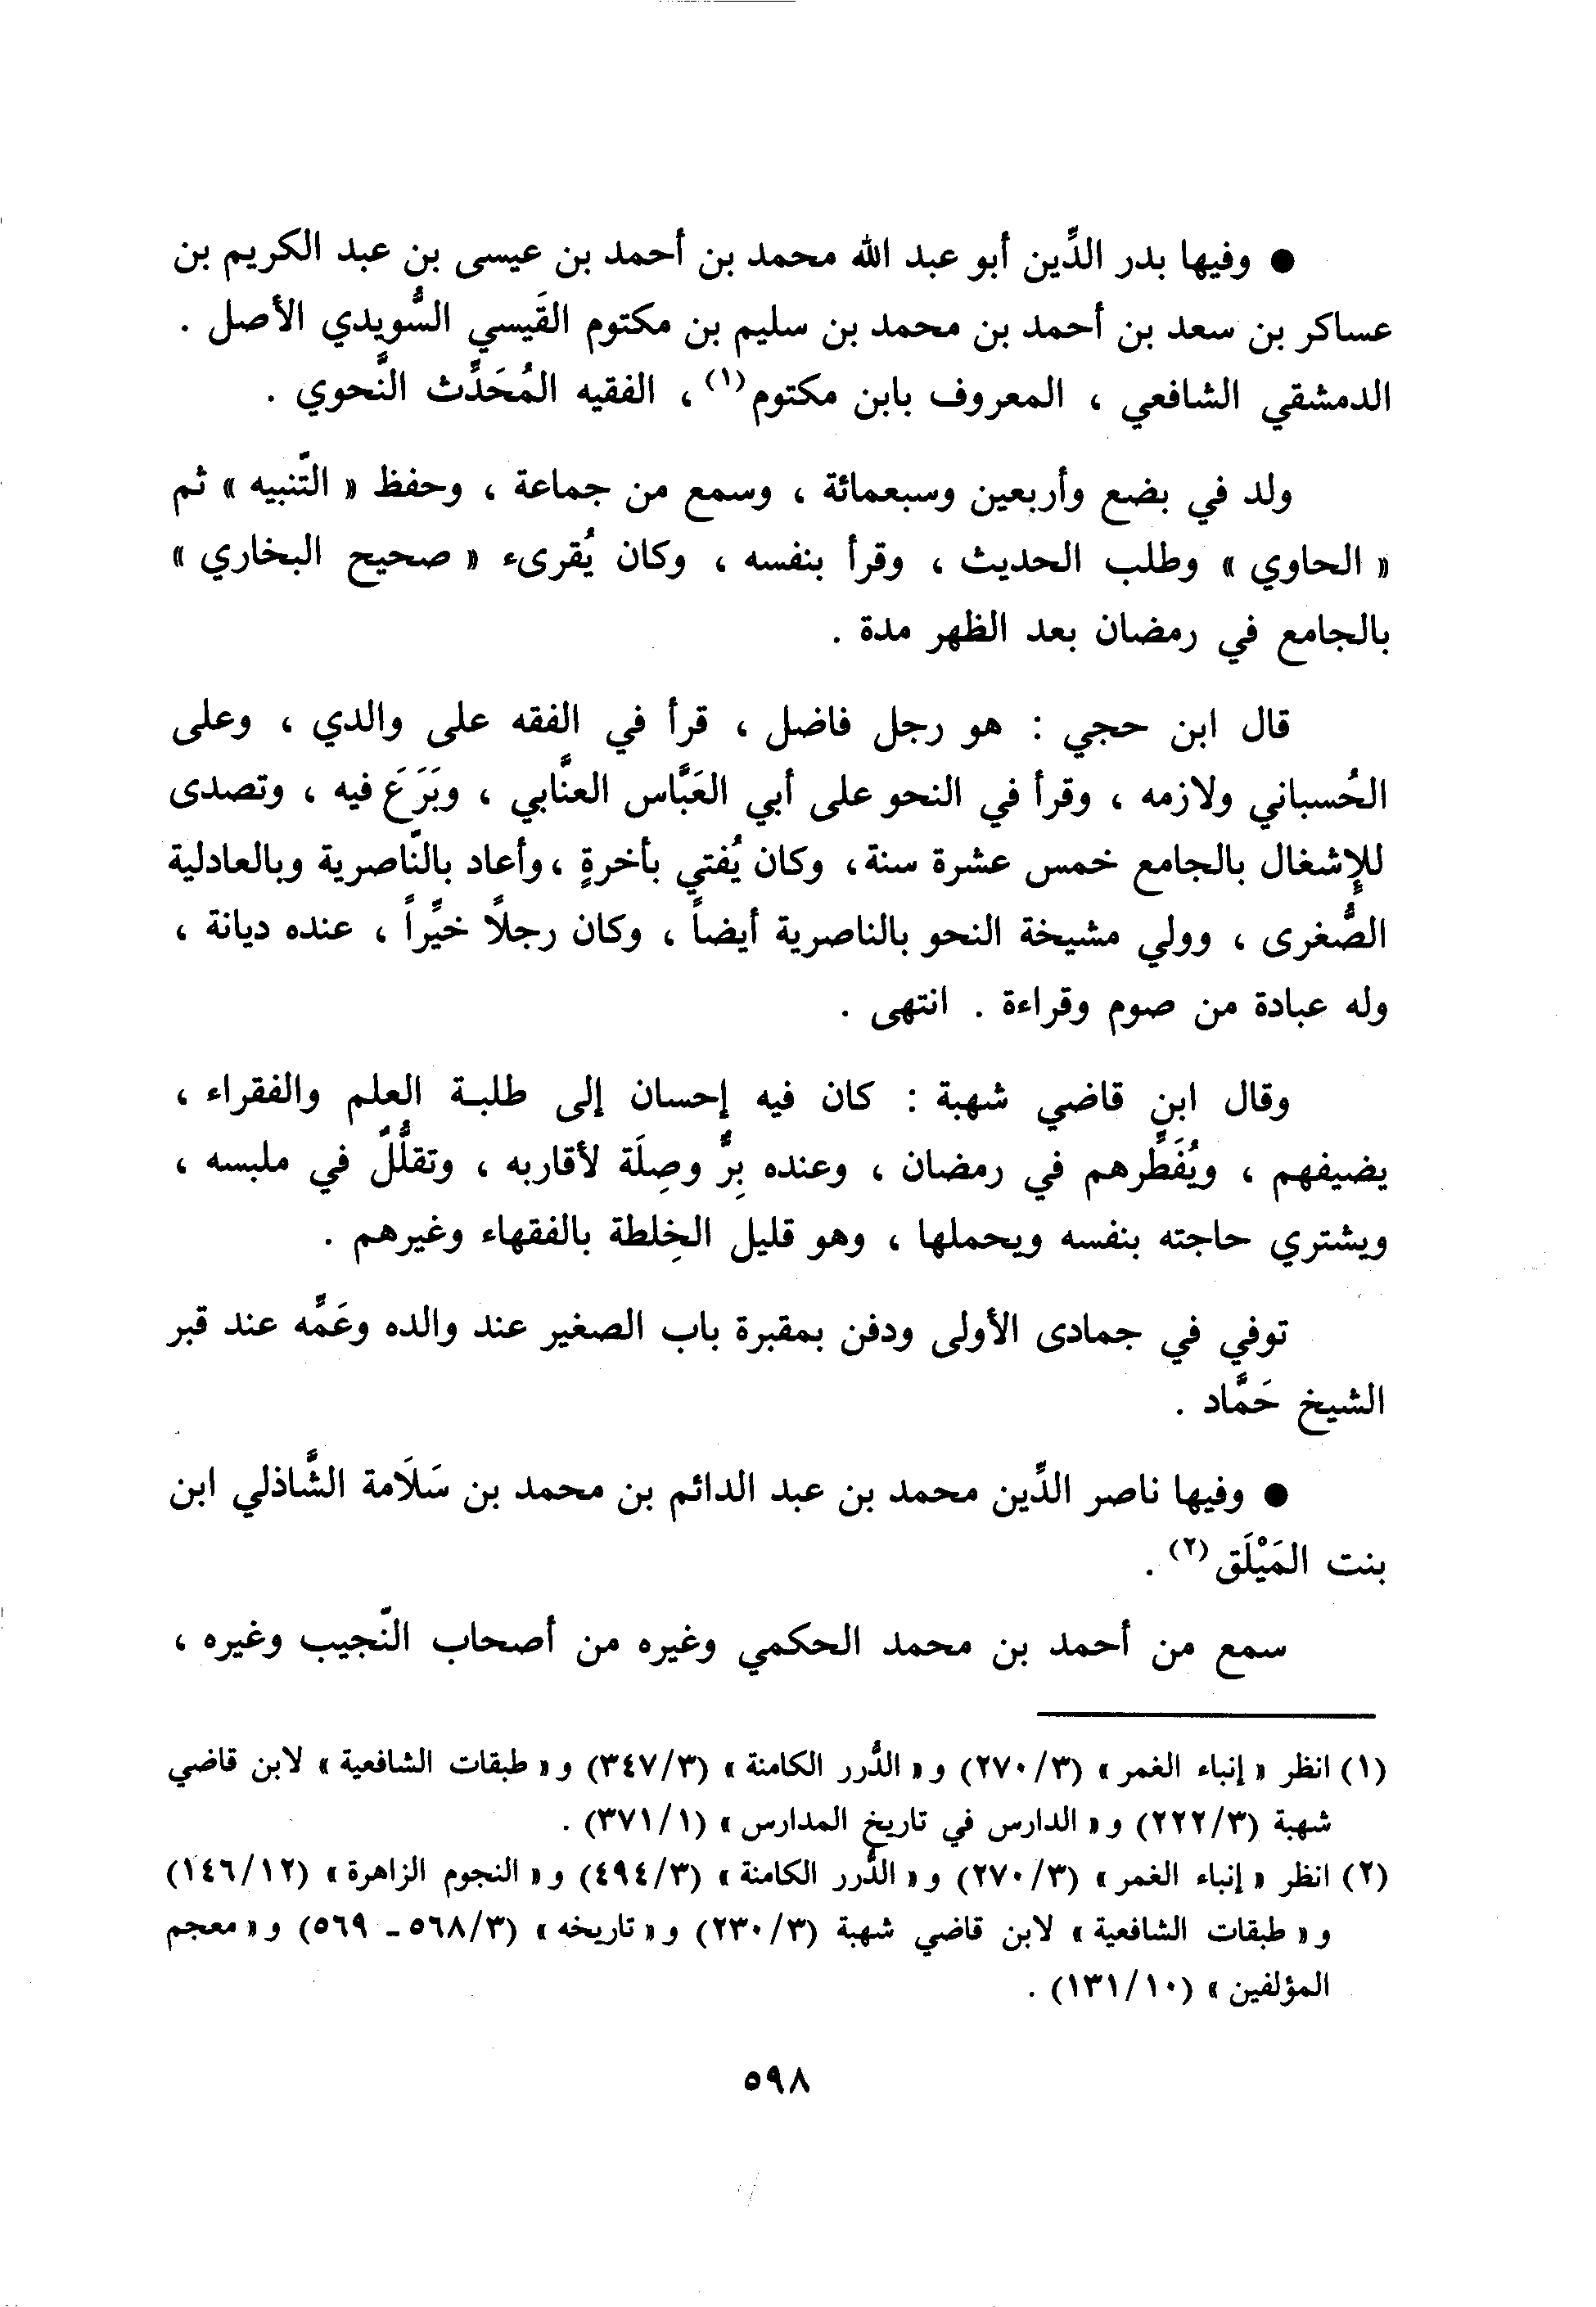 ● وفيها بدر الدِّين أبو عبد الله محمد بن أحمد بن عيسى بن عبد الكريم بن
عساكر بن سعد بن أحمد بن محمد بن سليم بن مكتوم القَيسي السُّويدي الأصل .
الدمشقي الشافعي ، المعروف بابن مكتوم(١) ، الفقيه المُحَدِّث النَّحوي .
ولد في بضع وأربعين وسبعمائة ، وسمع من جماعة ، وحفظ « التّنبيه » ثم
« الحاوي » وطلب الحديث ، وقرأ بنفسه ، وكان يُقرىء « صحيح البخاري »
بالجامع في رمضان بعد الظهر مدة .
قال ابن حجي : هو رجل فاضل ، قرأ في الفقه على والدي ، وعلى
الحُسباني ولازمه ، وقرأ في النحو على أبي العَبَّاس العنَّابي ، وبَرَعَ فيه ، وتصدى
للإِشغال بالجامع خمس عشرة سنة، وكان يُفتي بأخرةٍ ، وأعاد بالنّاصرية وبالعادلية
الصُّغرى ، وولي مشيخة النحو بالناصرية أيضاً ، وكان رجلاً خيِّراً ، عنده ديانة ،
وله عبادة من صوم وقراءة . انتهى .
وقال ابن قاضي شهبة : كان فيه إحسان إلى طلبة العلم والفقراء ،
يضيفهم ، ويُفَطِّرهم في رمضان ، وعنده بِرٌّ وصِلَة لأقاربه ، وتقلُّلٌ في ملبسه ،
ويشتري حاجته بنفسه ويحملها ، وهو قليل الخِلطة بالفقهاء وغيرهم .
توفي في جمادى الأولى ودفن بمقبرة باب الصغير عند والده وعَمِّه عند قبر
الشيخ حَمَّاد .
● وفيها ناصر الدِّين محمد بن عبد الدائم بن محمد بن سَلَامة الشَّاذلي ابن
بنت المَيْلَق(٢) .
سمع من أحمد بن محمد الحكمي وغيره من أصحاب النّجيب وغيره ،
(١) انظر « إنباء الغمر » (٣/ ٢٧٠) و « الدُّرر الكامنة » (٣/ ٣٤٧) و « طبقات الشافعية » لابن قاضي
شهبة (٣/ ٢٢٢) و « الدارس في تاريخ المدارس » (١/ ٣٧١) .
(٢) انظر « إنباء الغمر » (٣/ ٢٧٠) و « الدُّرر الكامنة » (٣/ ٤٩٤) و « النجوم الزاهرة » (١٢/ ١٤٦)
و « طبقات الشافعية » لابن قاضي شهبة (٣/ ٢٣٠) و « تاريخه » (٣/ ٥٦٨ ـ ٥٦٩) و « معجم
المؤلفين » (١٠/ ١٣١) .
٥٩٨